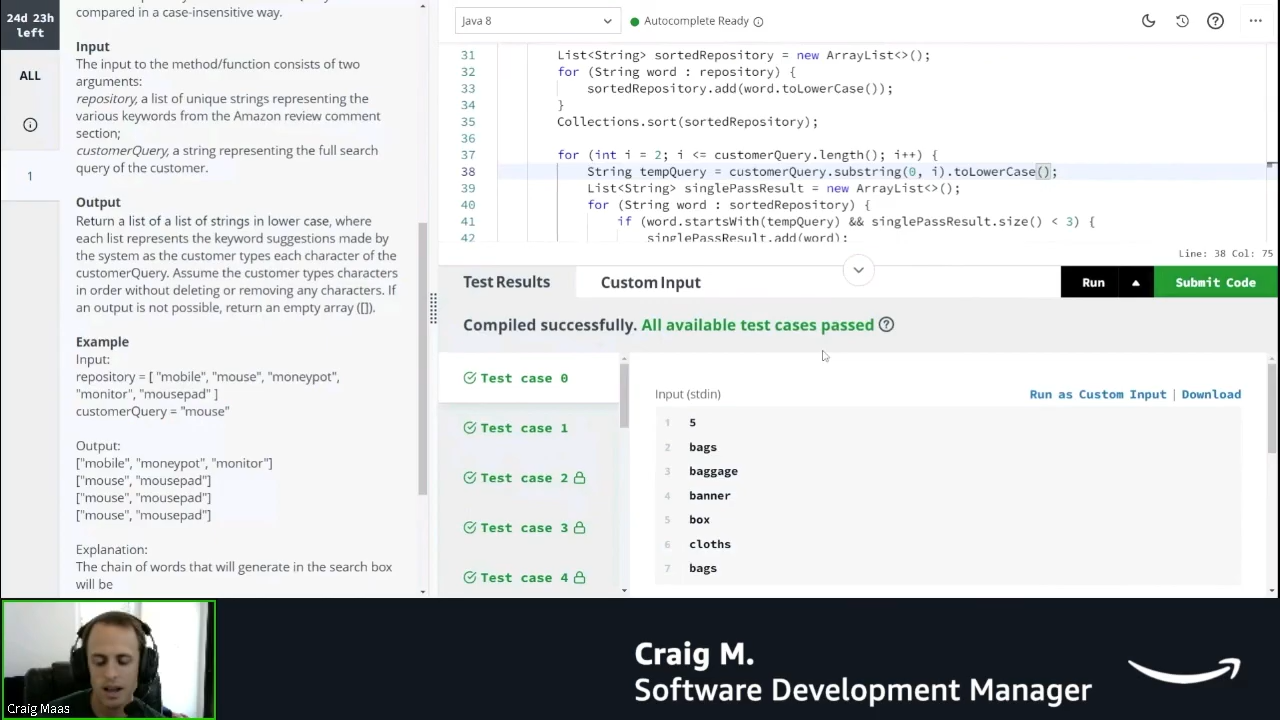 24d 23h
left
ALL
1
compared in a case-insensitive way.
Input
The input to the method/function consists of two
arguments:
repository, a list of unique strings representing the
various keywords from the Amazon review comment
section;
customerQuery, a string representing the full search
query of the customer.
Output
Return a list of a list of strings in lower case, where
each list represents the keyword suggestions made by
the system as the customer types each character of the
customerQuery. Assume the customer types characters
in order without deleting or removing any characters. If
an output is not possible, return an empty array ([]).
Example
Input:
repository = [ "mobile", "mouse", "moneypot",
"monitor", "mousepad" ]
customerQuery = "mouse"
Output:
["mobile", "moneypot", "monitor"]
["mouse", "mousepad"]
["mouse", "mousepad"]
["mouse", "mousepad"]
Explanation:
The chain of words that will generate in the search box
will be
Java 8
Autocomplete Ready
31 List<String> sortedRepository = new ArrayList<>();
32 for (String word : repository) {
33 sortedRepository.add(word.toLowerCase());
34 }
35 Collections.sort(sortedRepository);
36
37 for (int i = 2; i <= customerQuery.length(); i++) {
38 String tempQuery = customerQuery.substring(0, i).toLowerCase();
39 List<String> singlePassResult = new ArrayList<>();
40 for (String word : sortedRepository) {
41 if (word.startsWith(tempQuery) && singlePassResult.size() < 3) {
42 singlePassResult.add(word);
Line: 38 Col: 75
Test Results
Custom Input
Run
Submit Code
Compiled successfully. All available test cases passed
Test case 0
Test case 1
Test case 2
Test case 3
Test case 4
Input (stdin)
Run as Custom Input | Download
1 5
2 bags
3 baggage
4 banner
5 box
6 cloths
7 bags
Craig Maas
Craig M.
Software Development Manager